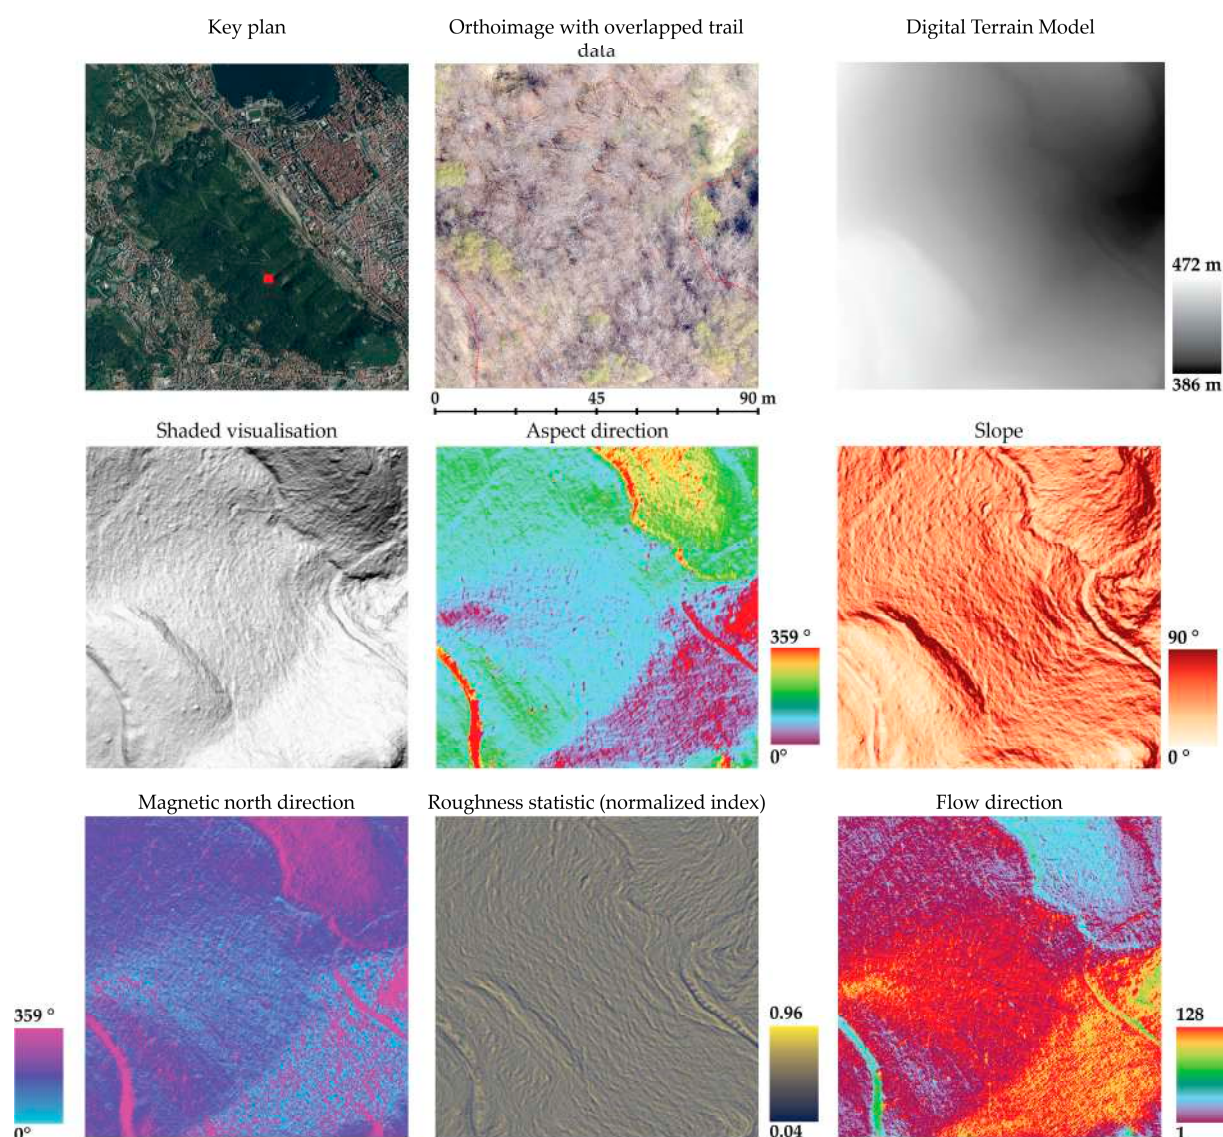 Key plan
Orthoimage with overlapped trail
data
Digital Terrain Model
472 m
386 m
0 45 90 m
Shaded visualisation
Aspect direction
Slope
359 °
0°
90 °
0 °
Magnetic north direction
Roughness statistic (normalized index)
Flow direction
359 °
0°
0.96
0.04
128
1